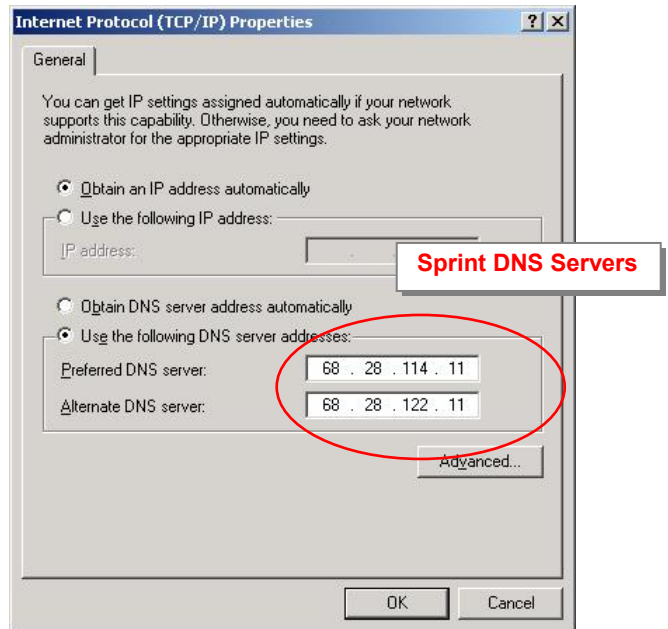 Internet Protocol (TCP/IP) Properties
General
You can get IP settings assigned automatically if your network
supports this capability. Otherwise, you need to ask your network
administrator for the appropriate IP settings.
Obtain an IP address automatically
Use the following IP address:
IP address:
Sprint DNS Servers
Obtain DNS server address automatically
Use the following DNS server addresses:
Preferred DNS server: 68 . 28 . 114 . 11
Alternate DNS server: 68 . 28 . 122 . 11
Advanced...
OK Cancel